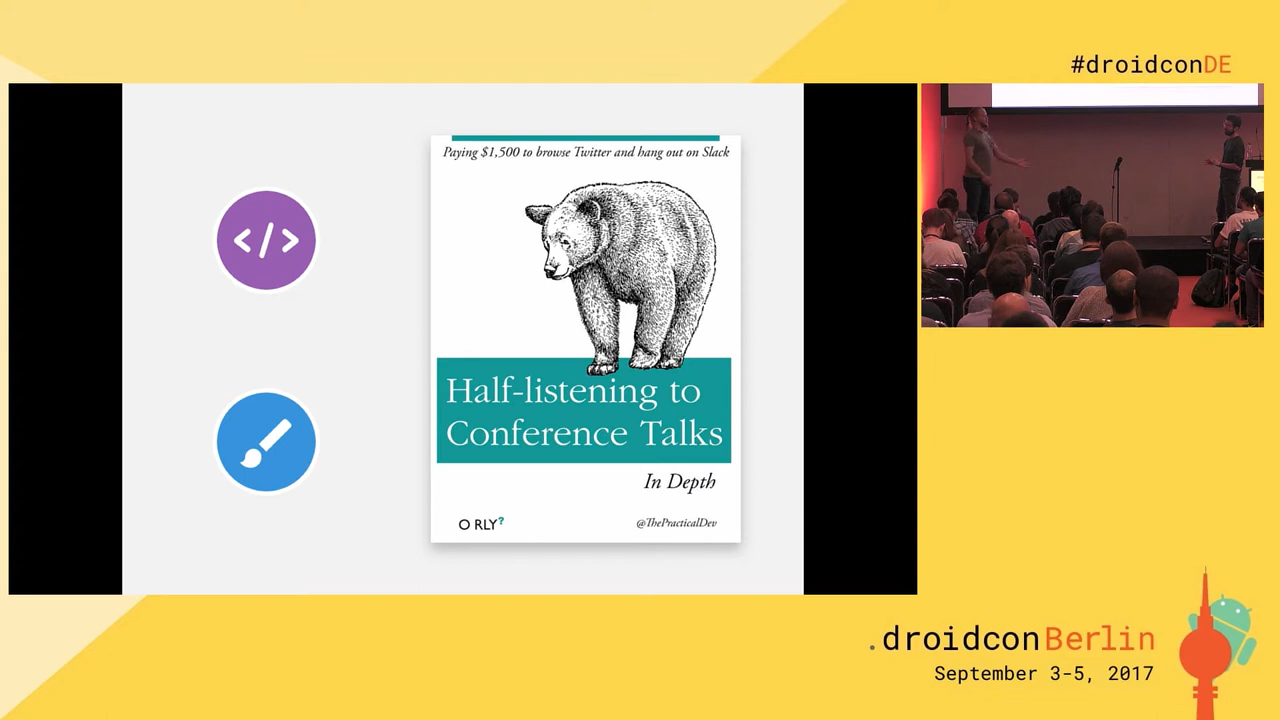 #droidconDE
Paying $1,500 to browse Twitter and hang out on Slack
</>
Half-listening to
Conference Talks
In Depth
O RLY?
@ThePracticalDev
.droidconBerlin
September 3-5, 2017